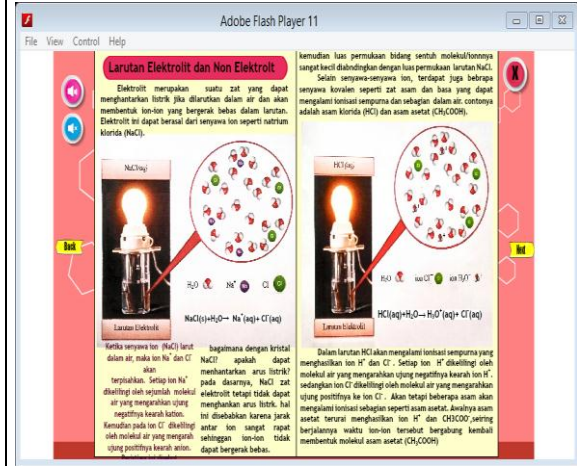 Adobe Flash Player 11
File View Control Help
Larutan Elektrolit dan Non Elektrolt
Elektrolit merupakan suatu zat yang dapat
menghantarkan listrik jika dilarutkan dalam air dan akan
membentuk ion-ion yang bergerak bebas dalam larutan.
Elektrolit ini dapat berasal dari senyawa ion seperti natrium
klorida (NaCl).
NaCl(aq)
H₂O Na⁺ Cl
Larutan Elektrolit
NaCl(s)+H₂O→ Na⁺(aq)+ Cl⁻(aq)
Ketika senyawa ion (NaCl) larut
dalam air, maka ion Na⁺ dan Cl⁻
akan
terpisahkan. Setiap ion Na⁺
dikelilingi oleh sejumlah molekul
air yang mengarahkan ujung
negatifnya kearah kation.
Kemudian pada ion Cl⁻ dikelilingi
oleh molekul air yang mengarah
ujung positifnya kearah anion.
bagaimana dengan kristal
NaCl? apakah dapat
menhantarkan arus listrik?
pada dasarnya, NaCl zat
elektrolit tetapi tidak dapat
menghankan arus listrik. hal
ini disebabkan karena jarak
antar ion sangat rapat
sehinggan ion-ion tidak
dapat bergerak bebas.
kemudian luas permukaan bidang sentuh molekul/ionnnya
sangat kecil diabndingkan dengan luas permukaan larutan NaCl.
Selain senyawa-senyawa ion, terdapat juga bebrapa
senyawa kovalen seperti zat asam dan basa yang dapat
mengalami ionisasi sempurna dan sebagian dalam air. contonya
adalah asam klorida (HCl) dan asam asetat (CH₃COOH).
HCl(aq)
H₂O ion Cl⁻ ion H₃O⁺
Larutan Elektrolit
HCl(aq)+H₂O→H₃O⁺(aq)+ Cl⁻(aq)
Dalam larutan HCl akan mengalami ionisasi sempurna yang
menghasilkan ion H⁺ dan Cl⁻. Setiap ion H⁺ dikelilingi oleh
molekul air yang mengarahkan ujung negatifnya kearah ion H⁺.
sedangkan ion Cl⁻ dikelilingi oleh molekul air yang mengarahkan
ujung positifnya ke ion Cl⁻. Akan tetapi beberapa asam akan
mengalami ionisasi sebagian seperti asam asetat. Awalnya asam
asetat terurai menghasilkan ion H⁺ dan CH3COO⁻,seiring
berjalannya waktu ion-ion tersebut bergabung kembali
membentuk molekul asam asetat (CH₃COOH)
X
Back
Next